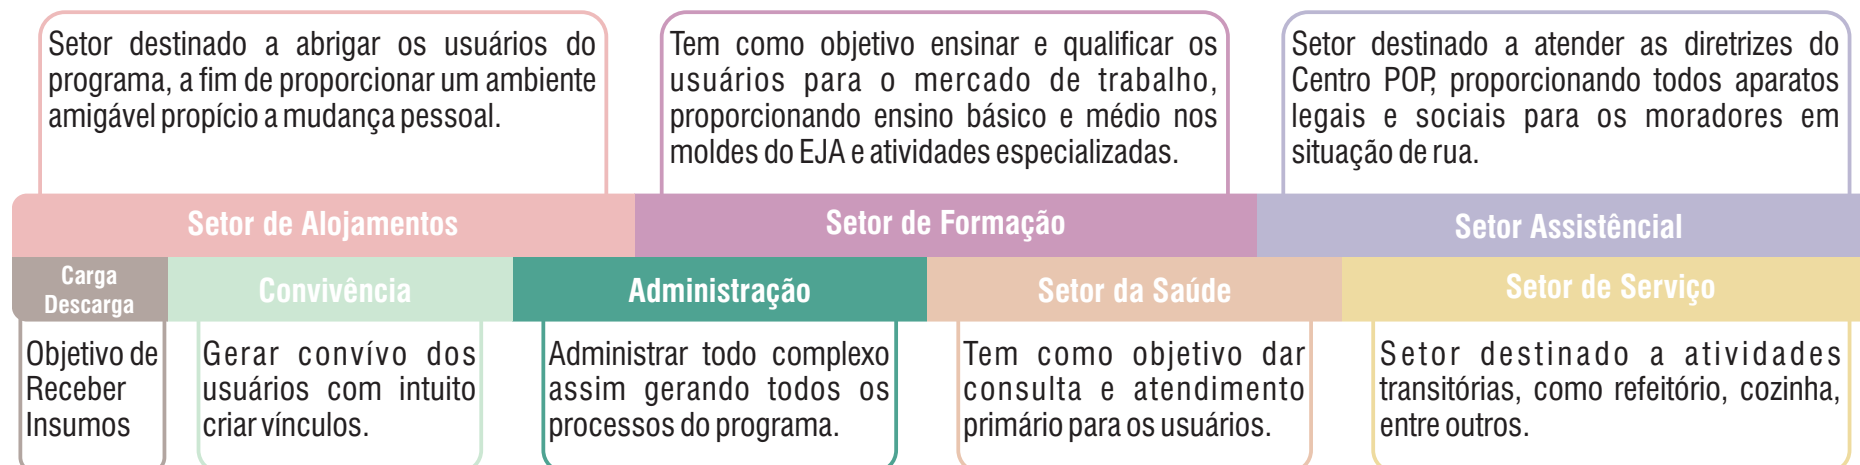 Setor destinado a abrigar os usuários do
programa, a fim de proporcionar um ambiente
amigável propício a mudança pessoal.
Tem como objetivo ensinar e qualificar os
usuários para o mercado de trabalho,
proporcionando ensino básico e médio nos
moldes do EJA e atividades especializadas.
Setor destinado a atender as diretrizes do
Centro POP, proporcionando todos aparatos
legais e sociais para os moradores em
situação de rua.
Setor de Alojamentos
Setor de Formação
Setor Assistêncial
Carga
Descarga
Convivência
Administração
Setor da Saúde
Setor de Serviço
Objetivo de
Receber
Insumos
Gerar convívo dos
usuários com intuito
criar vínculos.
Administrar todo complexo
assim gerando todos os
processos do programa.
Tem como objetivo dar
consulta e atendimento
primário para os usuários.
Setor destinado a atividades
transitórias, como refeitório, cozinha,
entre outros.